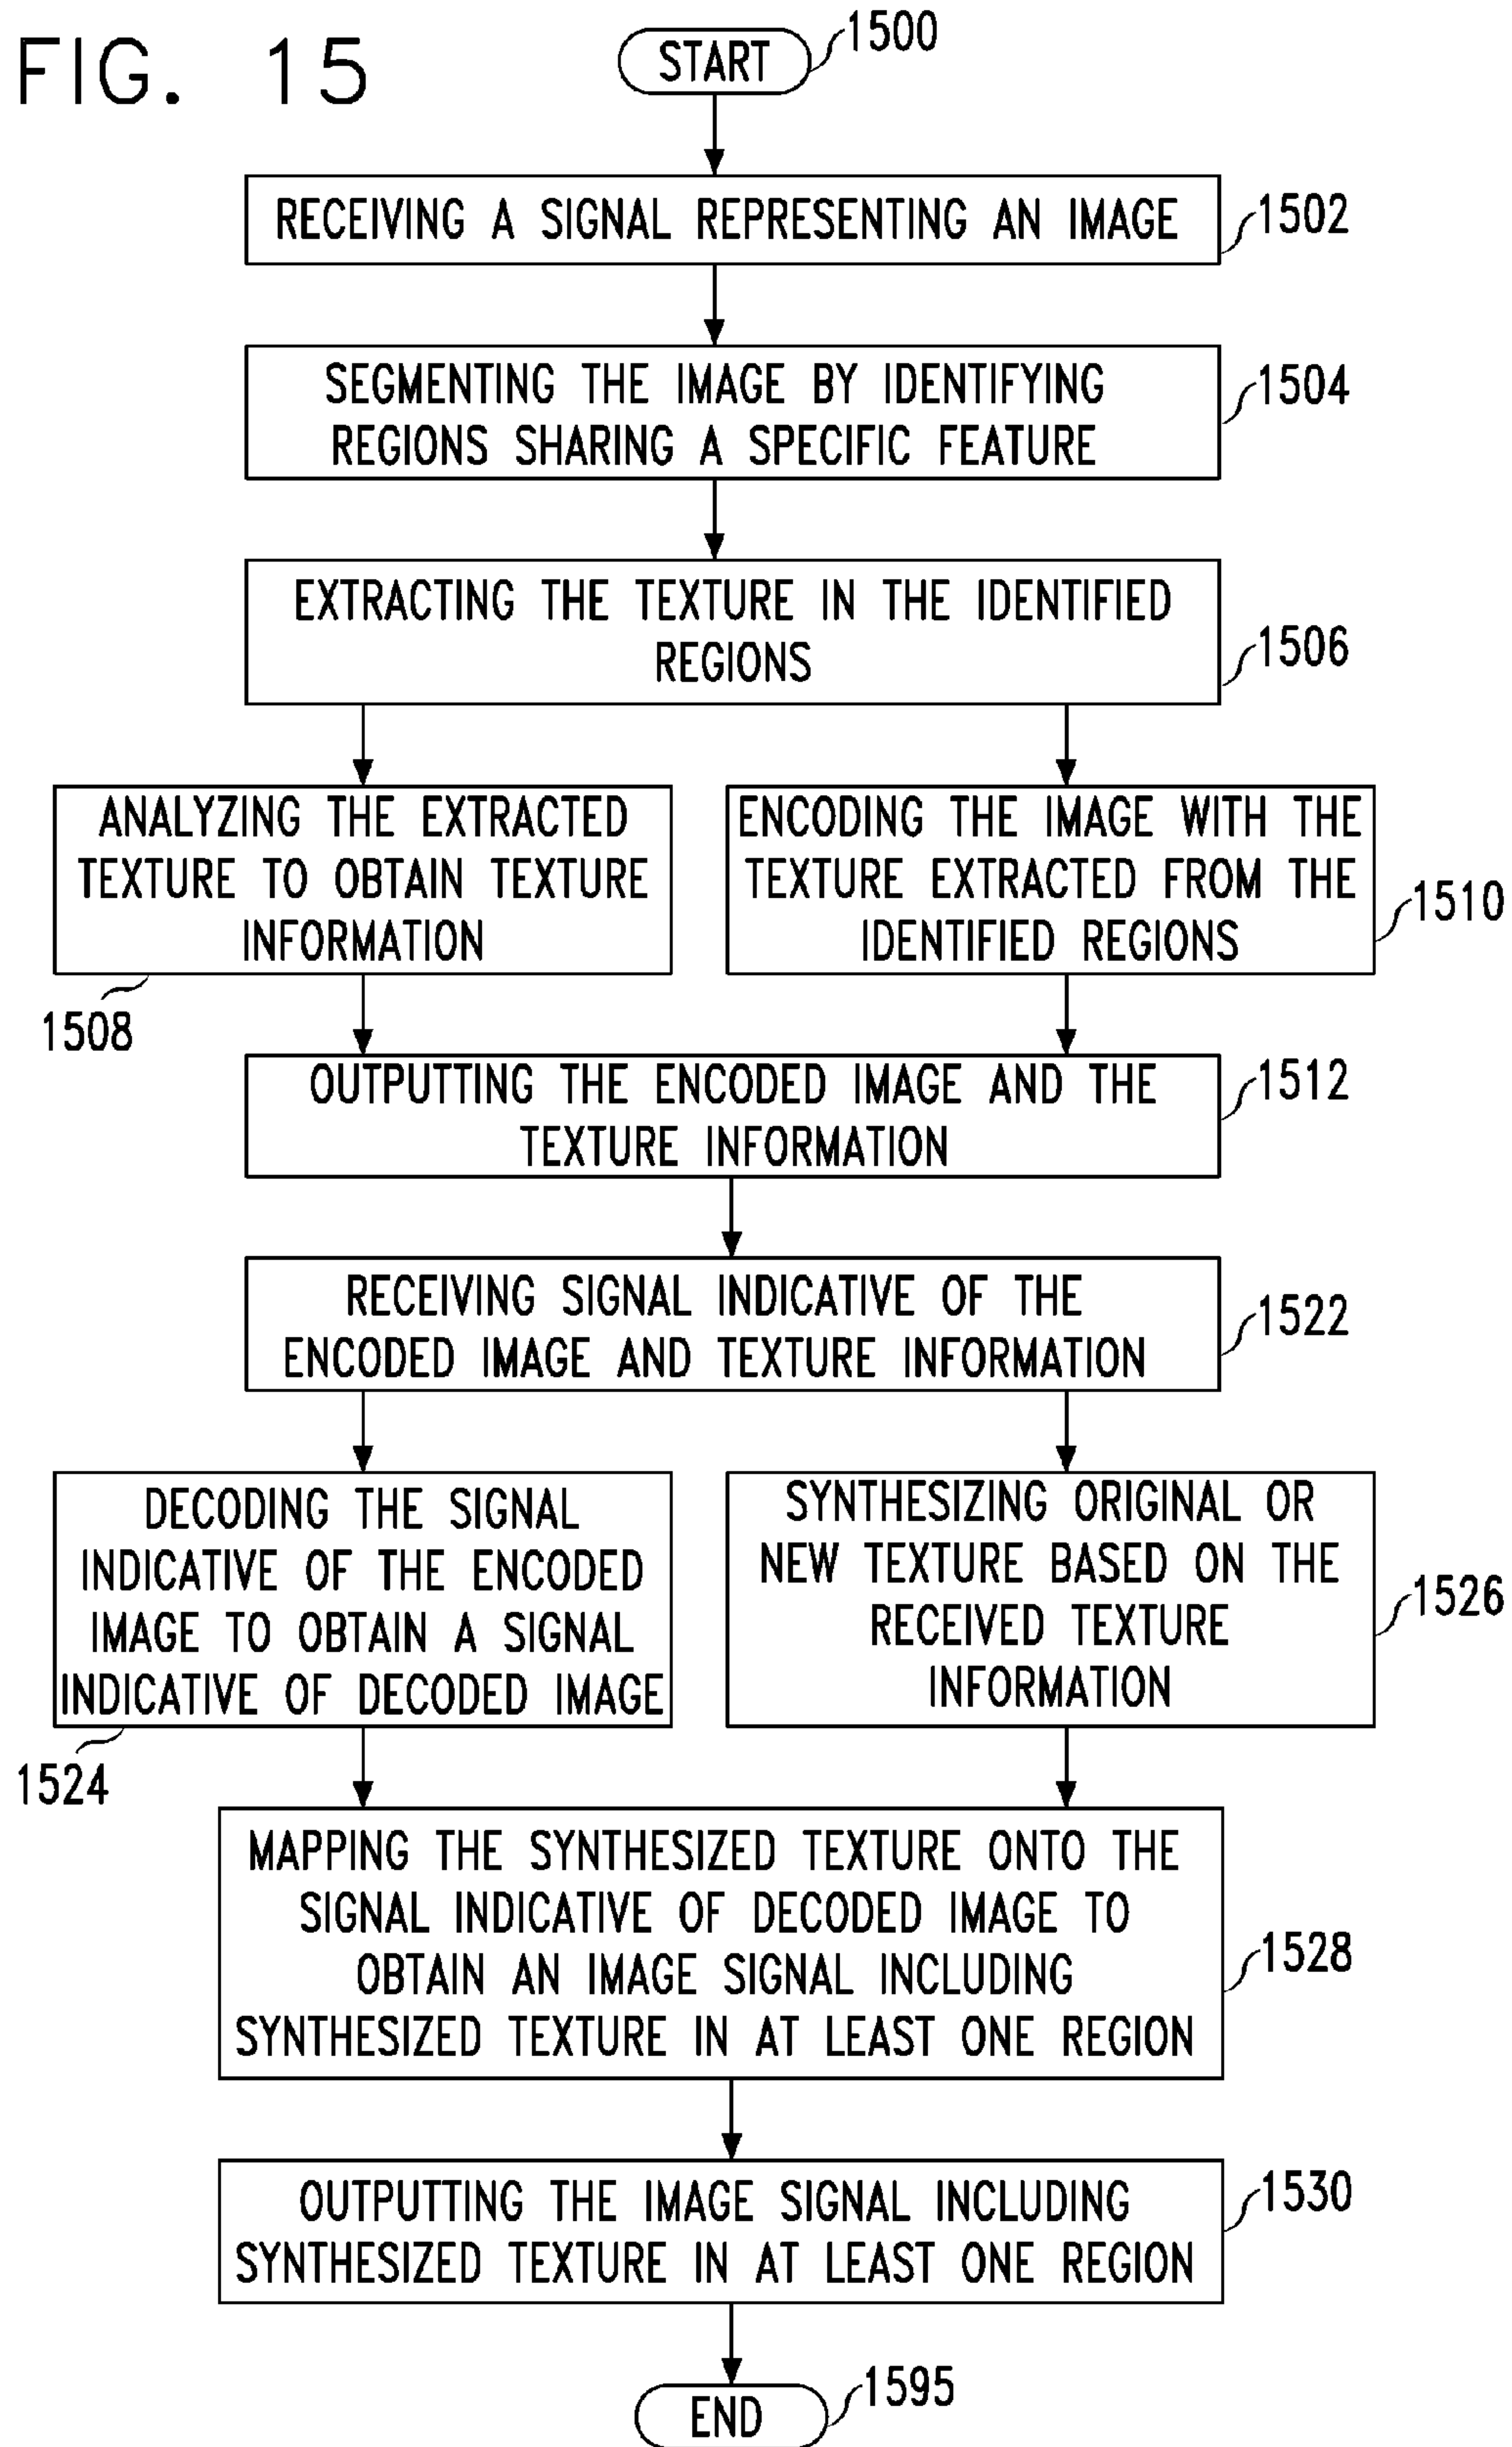 FIG. 15
START
1500
RECEIVING A SIGNAL REPRESENTING AN IMAGE
1502
SEGMENTING THE IMAGE BY IDENTIFYING
REGIONS SHARING A SPECIFIC FEATURE
1504
EXTRACTING THE TEXTURE IN THE IDENTIFIED
REGIONS
1506
ANALYZING THE EXTRACTED
TEXTURE TO OBTAIN TEXTURE
INFORMATION
1508
ENCODING THE IMAGE WITH THE
TEXTURE EXTRACTED FROM THE
IDENTIFIED REGIONS
1510
OUTPUTTING THE ENCODED IMAGE AND THE
TEXTURE INFORMATION
1512
RECEIVING SIGNAL INDICATIVE OF THE
ENCODED IMAGE AND TEXTURE INFORMATION
1522
DECODING THE SIGNAL
INDICATIVE OF THE ENCODED
IMAGE TO OBTAIN A SIGNAL
INDICATIVE OF DECODED IMAGE
1524
SYNTHESIZING ORIGINAL OR
NEW TEXTURE BASED ON THE
RECEIVED TEXTURE
INFORMATION
1526
MAPPING THE SYNTHESIZED TEXTURE ONTO THE
SIGNAL INDICATIVE OF DECODED IMAGE TO
OBTAIN AN IMAGE SIGNAL INCLUDING
SYNTHESIZED TEXTURE IN AT LEAST ONE REGION
1528
OUTPUTTING THE IMAGE SIGNAL INCLUDING
SYNTHESIZED TEXTURE IN AT LEAST ONE REGION
1530
END
1595